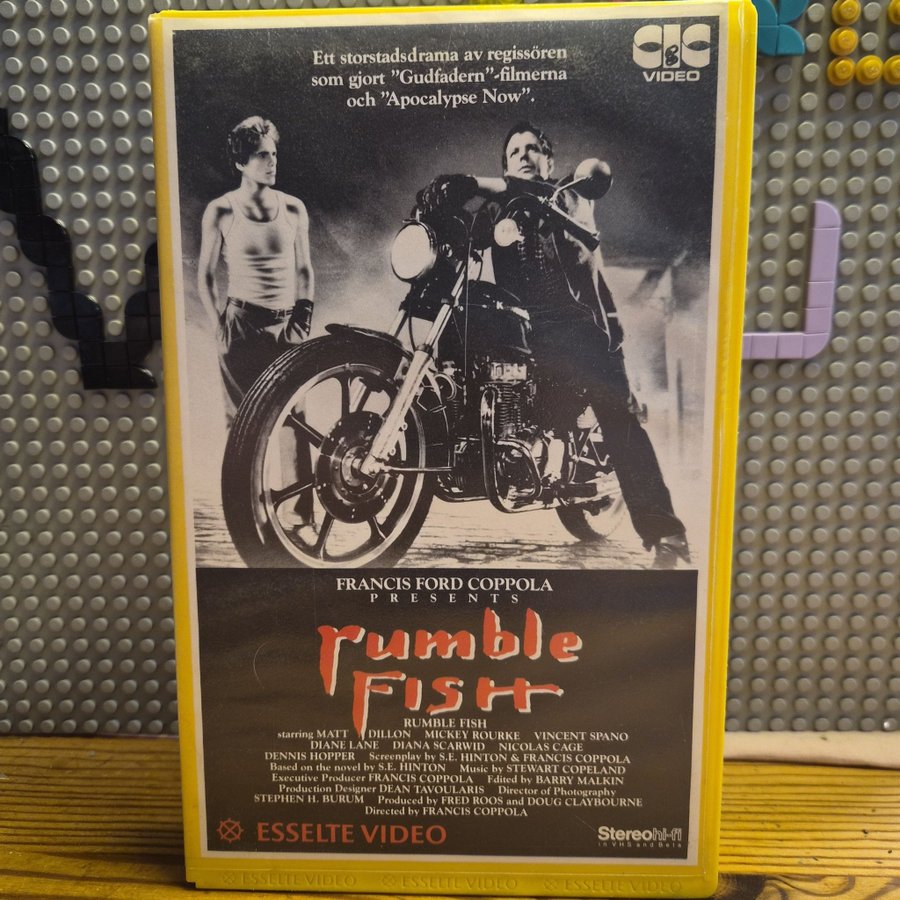 Ett storstadsdrama av regissören
som gjort "Gudfadern"-filmerna
och "Apocalypse Now".
CIC
&
VIDEO
FRANCIS FORD COPPOLA
PRESENTS
rumble
FISH
RUMBLE FISH
starring MATT DILLON MICKEY ROURKE VINCENT SPANO
DIANE LANE DIANA SCARWID NICOLAS CAGE
DENNIS HOPPER Screenplay by S.E. HINTON & FRANCIS COPPOLA
Based on the novel by S.E. HINTON Music by STEWART COPELAND
Executive Producer FRANCIS COPPOLA Edited by BARRY MALKIN
Production Designer DEAN TAVOULARIS Director of Photography
STEPHEN H. BURUM Produced by FRED ROOS and DOUG CLAYBOURNE
Directed by FRANCIS COPPOLA
ESSELTE VIDEO
Stereo hi-fi
in VHS and Beta
ESSELTE VIDEO ESSELTE VIDEO ESSELTE VIDEO